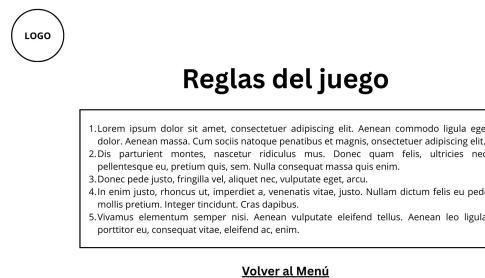 LOGO
Reglas del juego
1. Lorem ipsum dolor sit amet, consectetuer adipiscing elit. Aenean commodo ligula ege
dolor. Aenean massa. Cum sociis natoque penatibus et magnis, onsectetuer adipiscing elit.
2. Dis parturient montes, nascetur ridiculus mus. Donec quam felis, ultricies nec
pellentesque eu, pretium quis, sem. Nulla consequat massa quis enim.
3. Donec pede justo, fringilla vel, aliquet nec, vulputate eget, arcu.
4. In enim justo, rhoncus ut, imperdiet a, venenatis vitae, justo. Nullam dictum felis eu pede
mollis pretium. Integer tincidunt. Cras dapibus.
5. Vivamus elementum semper nisi. Aenean vulputate eleifend tellus. Aenean leo ligula
porttitor eu, consequat vitae, eleifend ac, enim.
Volver al Menú